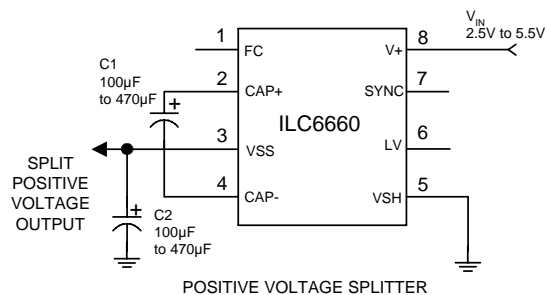 V_IN
2.5V to 5.5V
1
FC
8
V+
C1
100µF
to 470µF
+
2
CAP+
7
SYNC
ILC6660
3
VSS
6
LV
SPLIT
POSITIVE
VOLTAGE
OUTPUT
4
CAP-
5
VSH
+
C2
100µF
to 470µF
POSITIVE VOLTAGE SPLITTER